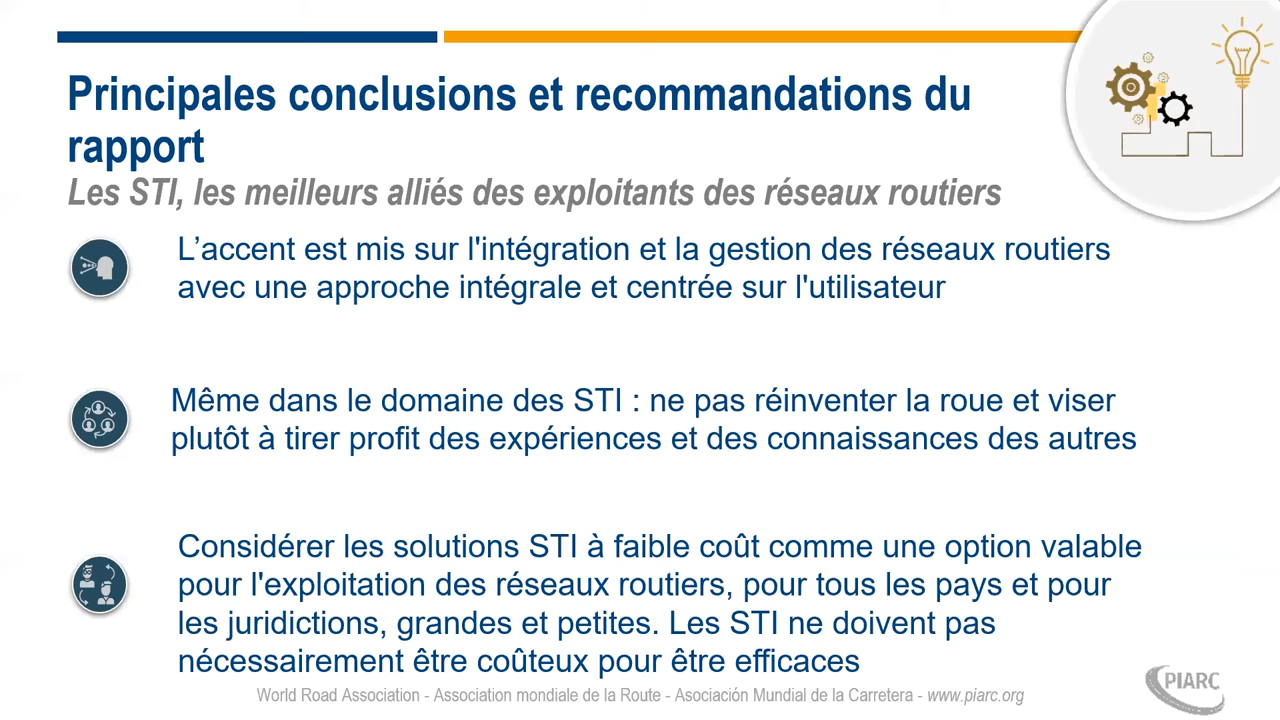 Principales conclusions et recommandations du
rapport
Les STI, les meilleurs alliés des exploitants des réseaux routiers
L’accent est mis sur l'intégration et la gestion des réseaux routiers
avec une approche intégrale et centrée sur l'utilisateur
Même dans le domaine des STI : ne pas réinventer la roue et viser
plutôt à tirer profit des expériences et des connaissances des autres
Considérer les solutions STI à faible coût comme une option valable
pour l'exploitation des réseaux routiers, pour tous les pays et pour
les juridictions, grandes et petites. Les STI ne doivent pas
nécessairement être coûteux pour être efficaces
World Road Association - Association mondiale de la Route - Asociación Mundial de la Carretera - www.piarc.org
PIARC